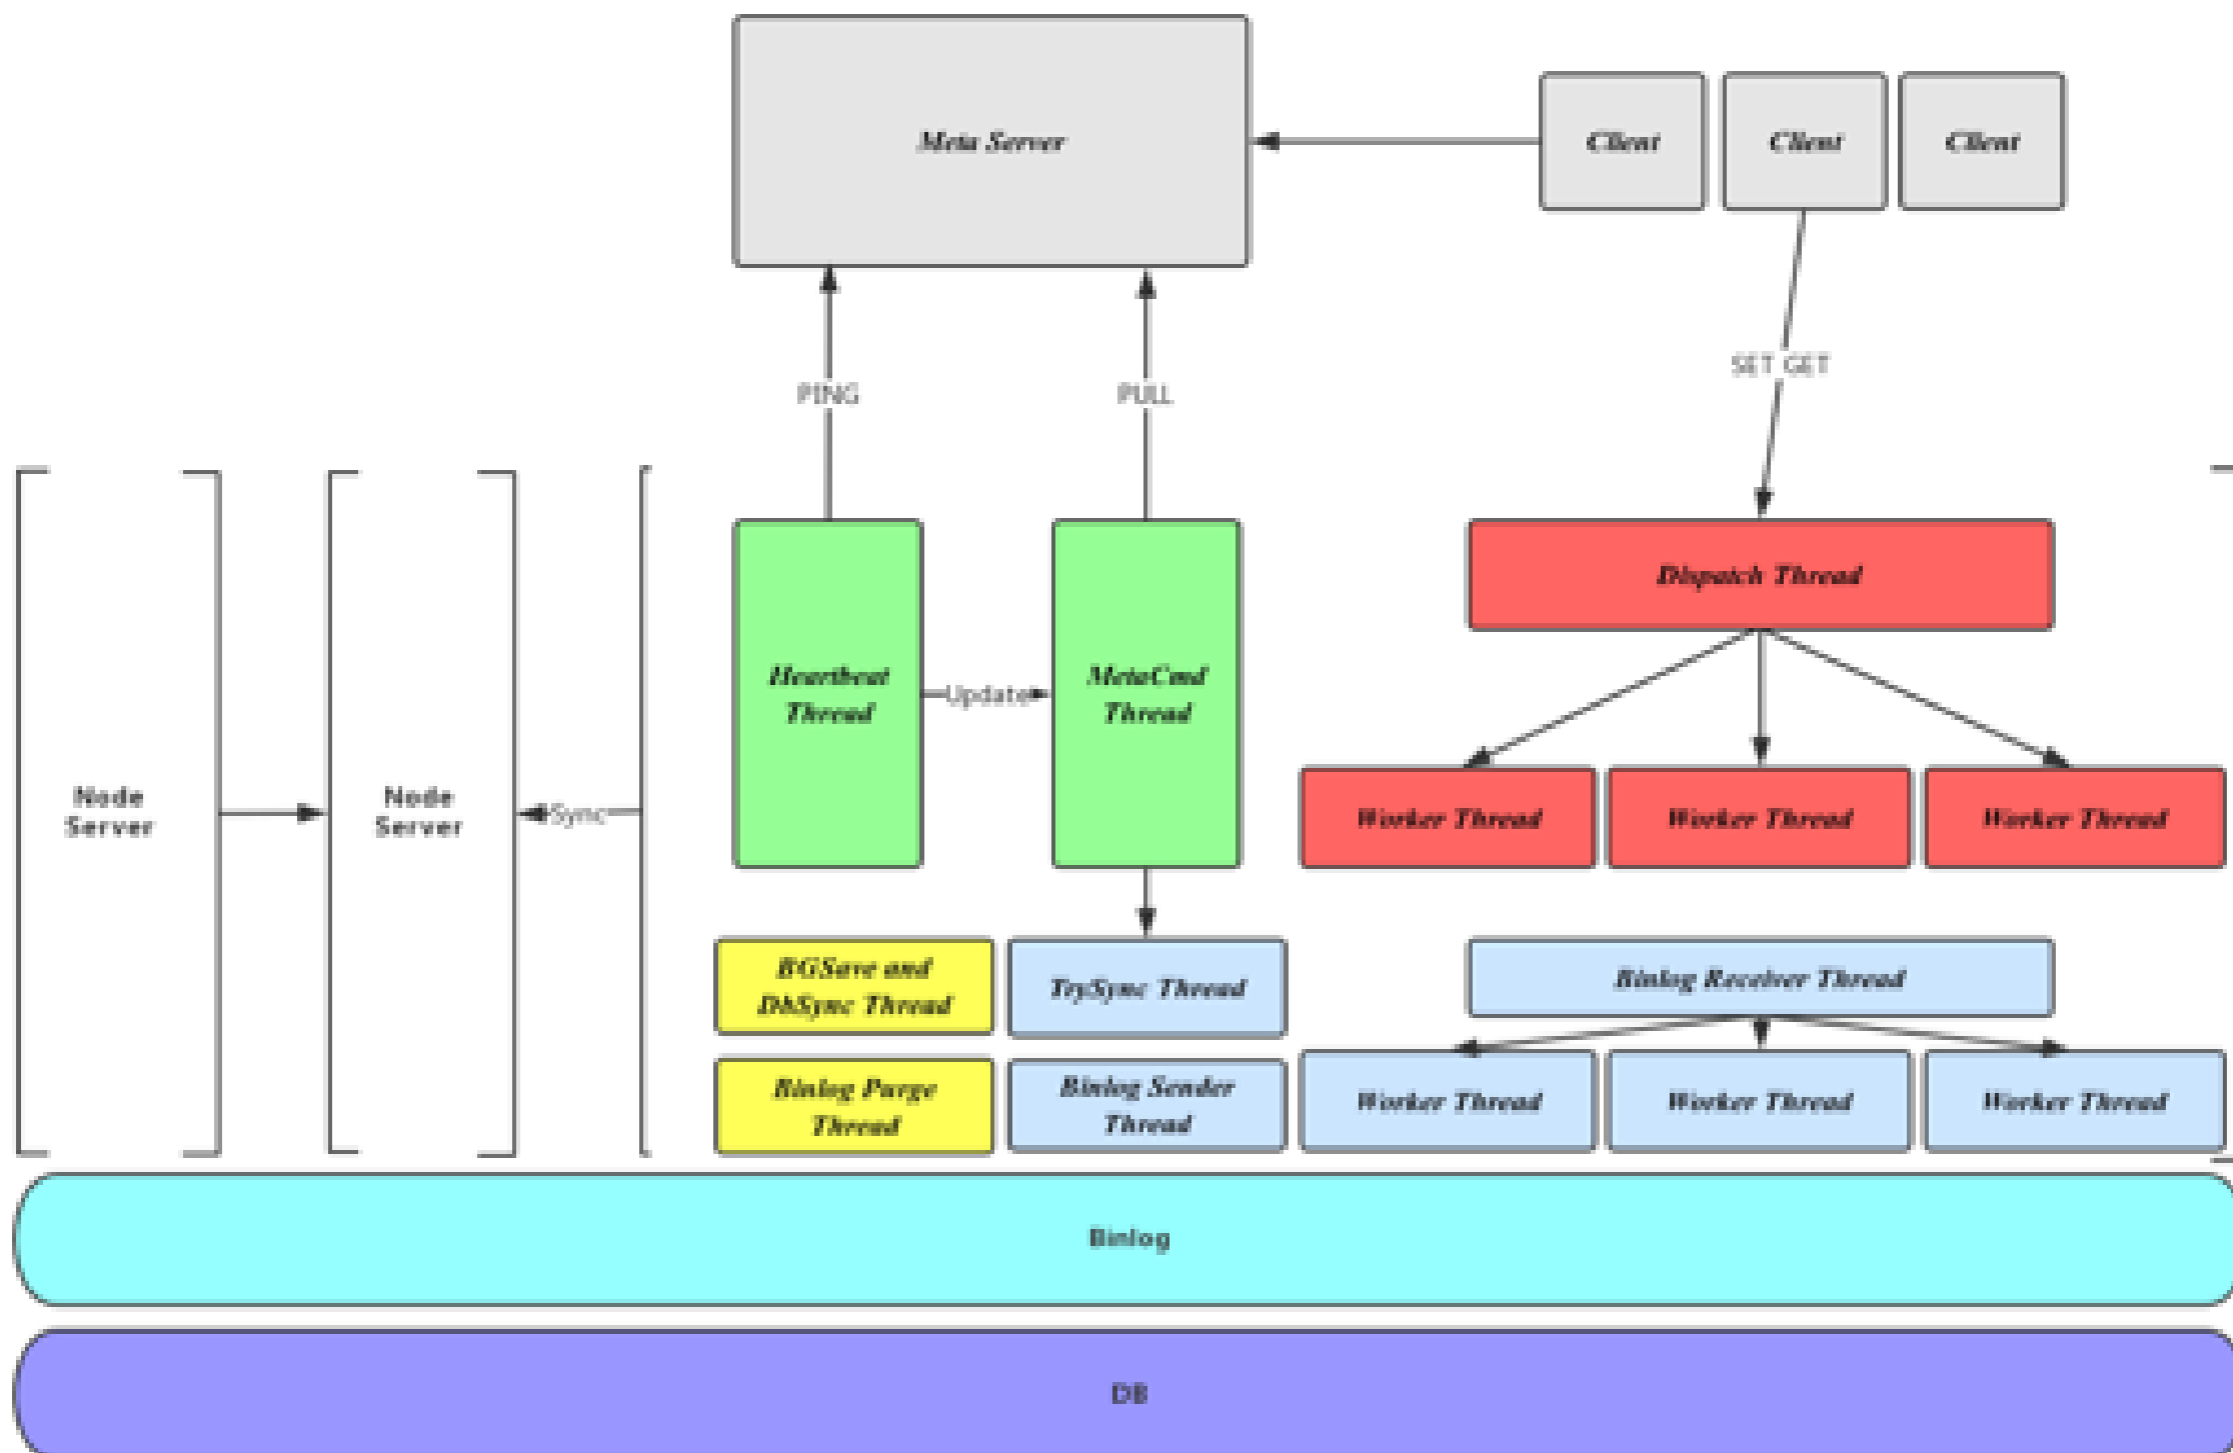 Meta Server
Client
Client
Client
PING
PULL
SET GET
Dispatch Thread
Heartbeat
Thread
Update
MetaCmd
Thread
Node
Server
Node
Server
Sync
Worker Thread
Worker Thread
Worker Thread
BGSave and
DbSync Thread
TrySync Thread
Binlog Receiver Thread
Binlog Purge
Thread
Binlog Sender
Thread
Worker Thread
Worker Thread
Worker Thread
Binlog
DB